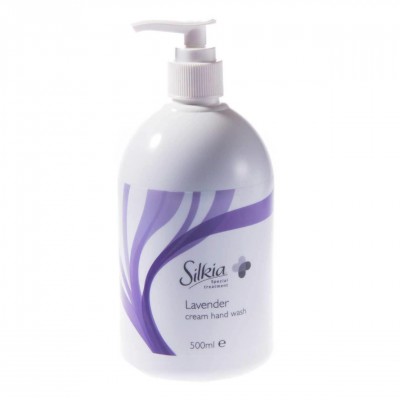 Silkia
Special
treatment
Lavender
cream hand wash
500ml ℮